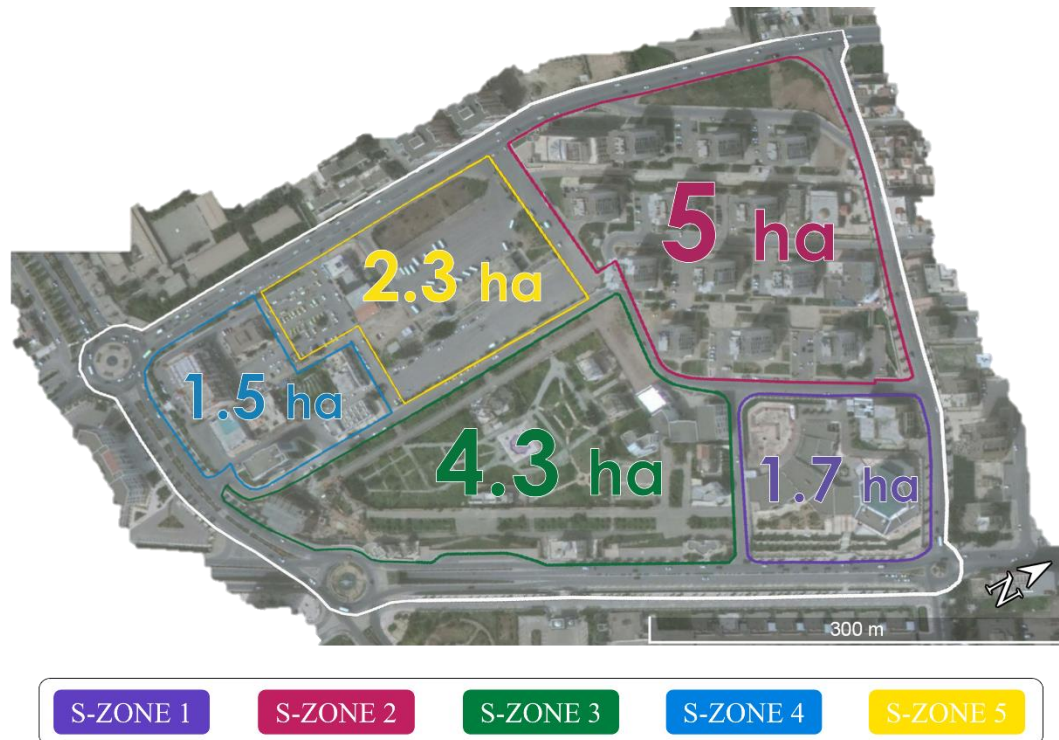 5 ha
2.3 ha
1.5 ha
4.3 ha
1.7 ha
N
300 m
S-ZONE 1
S-ZONE 2
S-ZONE 3
S-ZONE 4
S-ZONE 5